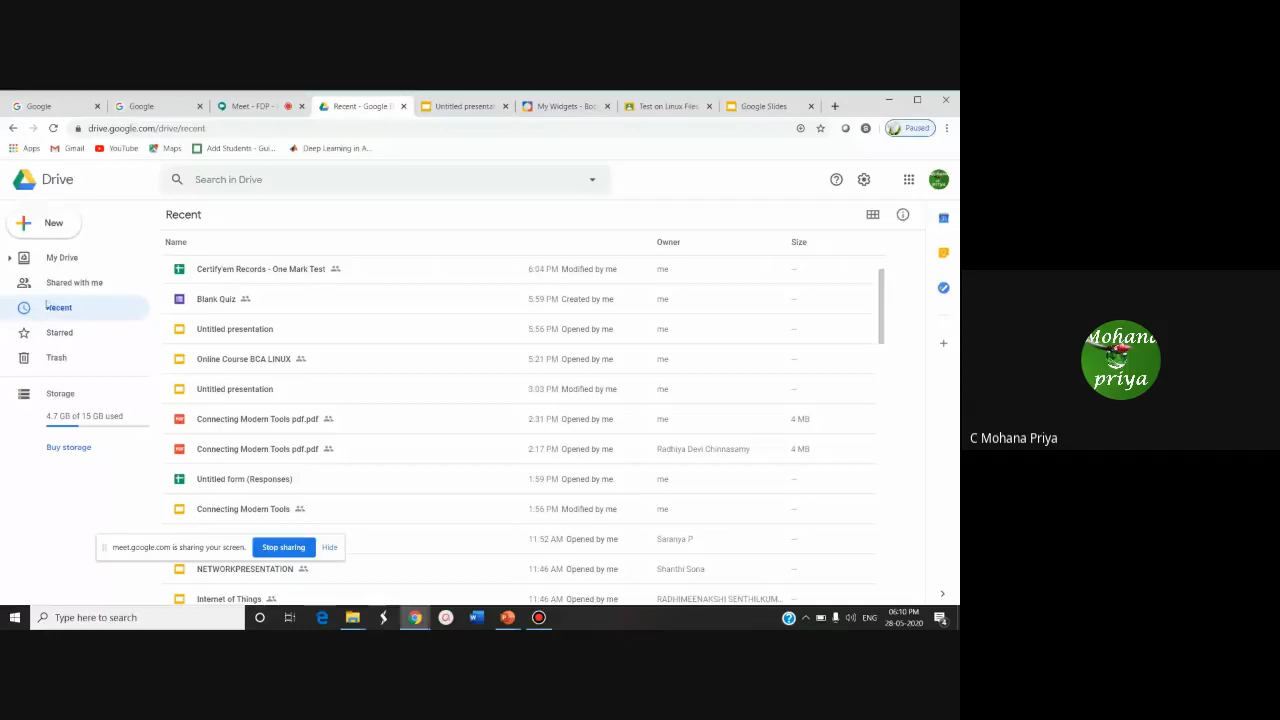 Google
Google
Meet - FDP -
Recent - Google D
Untitled presentat
My Widgets - Boo
Test on Linux Files
Google Slides
drive.google.com/drive/recent
Paused
Apps
Gmail
YouTube
Maps
Add Students - Gui...
Deep Learning in A...
Drive
Search in Drive
New
Recent
My Drive
Shared with me
Recent
Starred
Trash
Storage
4.7 GB of 15 GB used
Buy storage
Name Owner Size
Certify'em Records - One Mark Test 6:04 PM Modified by me me —
Blank Quiz 5:59 PM Created by me me —
Untitled presentation 5:56 PM Opened by me me —
Online Course BCA LINUX 5:21 PM Opened by me me —
Untitled presentation 3:03 PM Modified by me me —
Connecting Modern Tools pdf.pdf 2:31 PM Opened by me me 4 MB
Connecting Modern Tools pdf.pdf 2:17 PM Opened by me Radhiya Devi Chinnasamy 4 MB
Untitled form (Responses) 1:59 PM Opened by me me —
Connecting Modern Tools 1:56 PM Modified by me me —
11:52 AM Opened by me Saranya P —
NETWORKPRESENTATION 11:46 AM Opened by me Shanthi Sona —
Internet of Things 11:46 AM Opened by me RADHIMEENAKSHI SENTHILKUM... —
meet.google.com is sharing your screen. Stop sharing Hide
Type here to search
ENG
06:10 PM
28-05-2020
4
Mohana
priya
C Mohana Priya